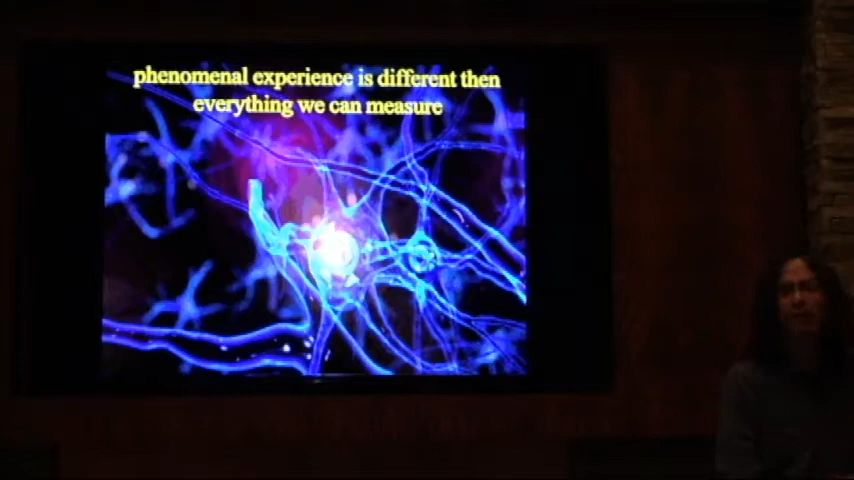 phenomenal experience is different then
everything we can measure